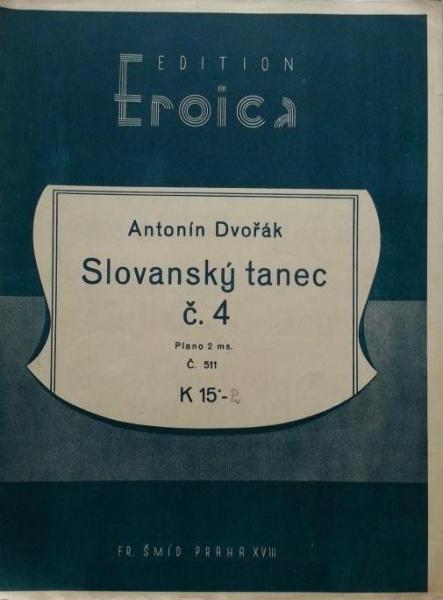 EDITION
Eroica
Antonín Dvořák
Slovanský tanec
č. 4
Piano 2 ms.
Č. 511
K 15·-
FR. ŠMÍD PRAHA XVIII